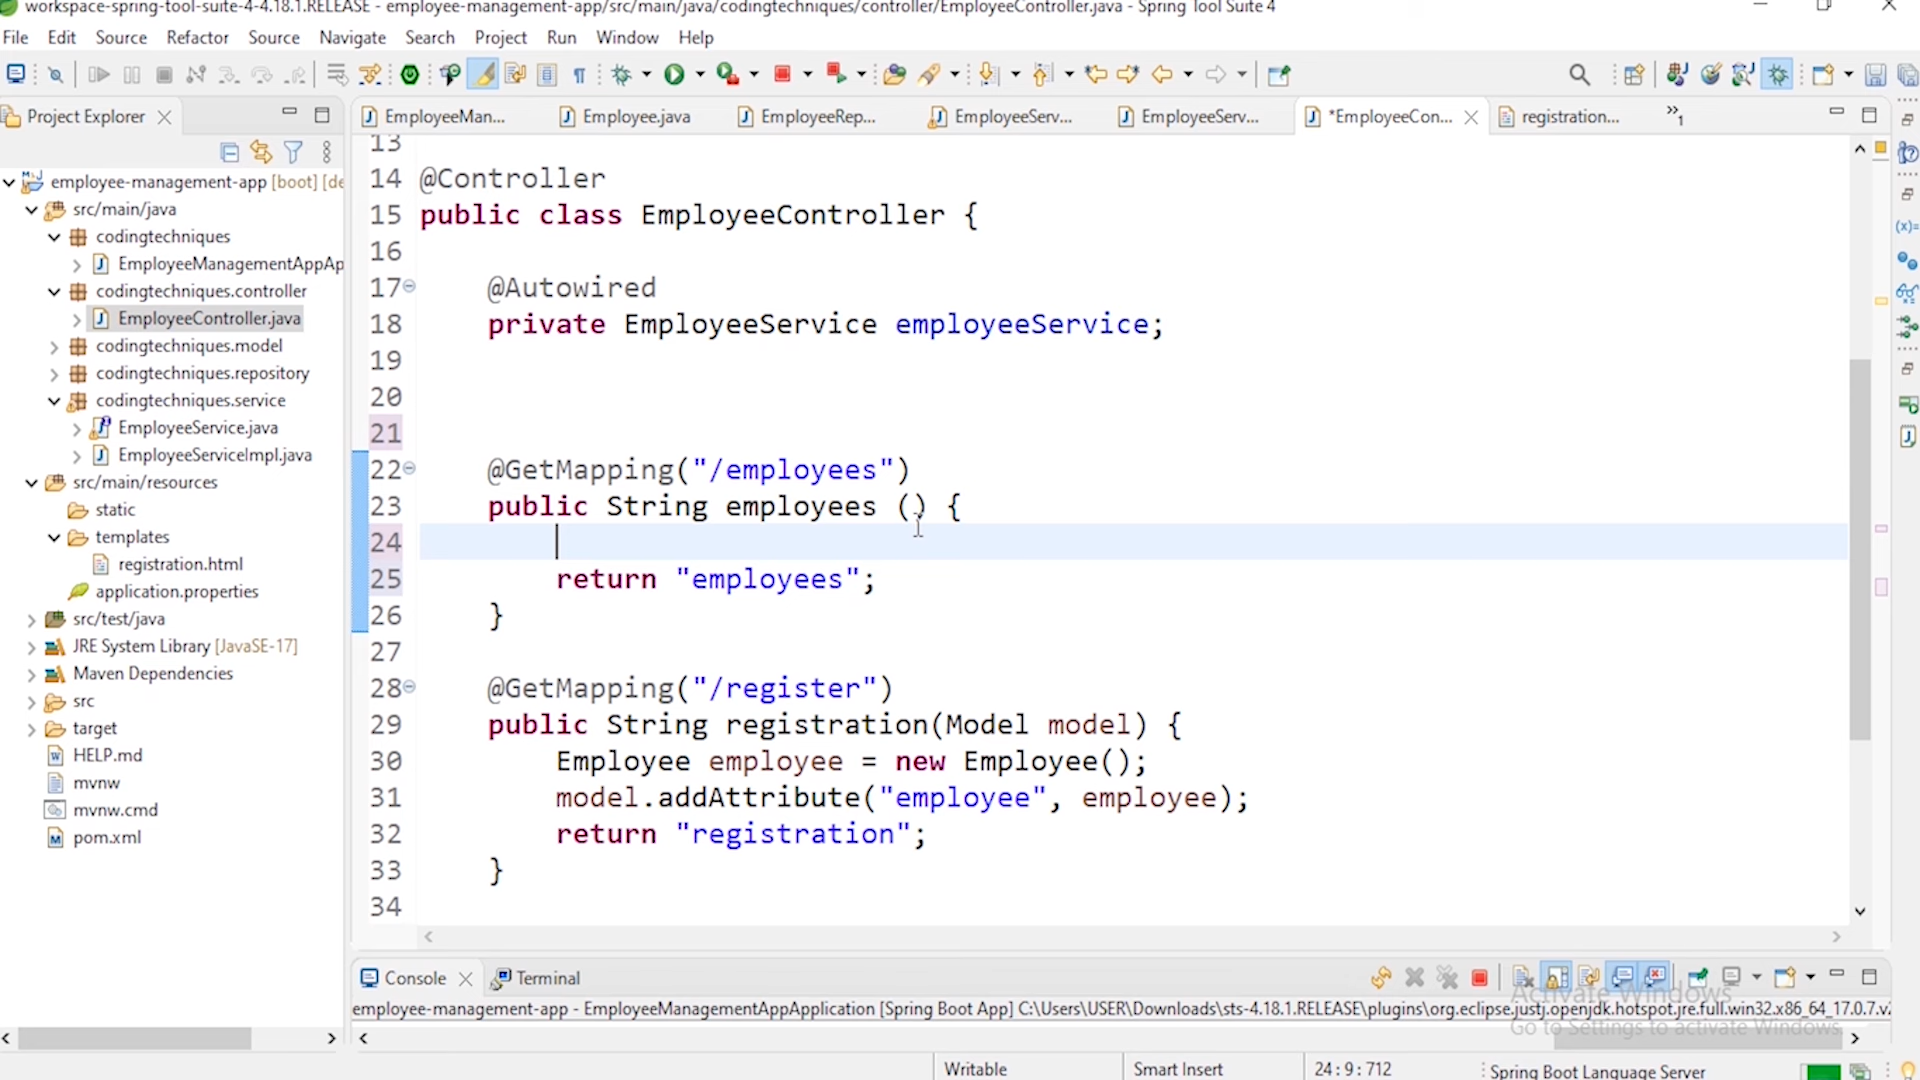 workspace-spring-tool-suite-4-4.18.1.RELEASE - employee-management-app/src/main/java/codingtechniques/controller/EmployeeController.java - Spring Tool Suite 4
File Edit Source Refactor Source Navigate Search Project Run Window Help
Project Explorer
employee-management-app [boot] [de
src/main/java
codingtechniques
EmployeeManagementAppAp
codingtechniques.controller
EmployeeController.java
codingtechniques.model
codingtechniques.repository
codingtechniques.service
EmployeeService.java
EmployeeServiceImpl.java
src/main/resources
static
templates
registration.html
application.properties
src/test/java
JRE System Library [JavaSE-17]
Maven Dependencies
src
target
HELP.md
mvnw
mvnw.cmd
pom.xml
EmployeeMan... Employee.java EmployeeRep... EmployeeServ... EmployeeServ... *EmployeeCon... registration... »1
13
14 @Controller
15 public class EmployeeController {
16
17 @Autowired
18 private EmployeeService employeeService;
19
20
21
22 @GetMapping("/employees")
23 public String employees () {
24
25 return "employees";
26 }
27
28 @GetMapping("/register")
29 public String registration(Model model) {
30 Employee employee = new Employee();
31 model.addAttribute("employee", employee);
32 return "registration";
33 }
34
Console Terminal
employee-management-app - EmployeeManagementAppApplication [Spring Boot App] C:\Users\USER\Downloads\sts-4.18.1.RELEASE\plugins\org.eclipse.justj.openjdk.hotspot.jre.full.win32.x86_64_17.0.7.v
Activate Windows
Go to Settings to activate Windows.
Writable Smart Insert 24 : 9 : 712 Spring Boot Language Server